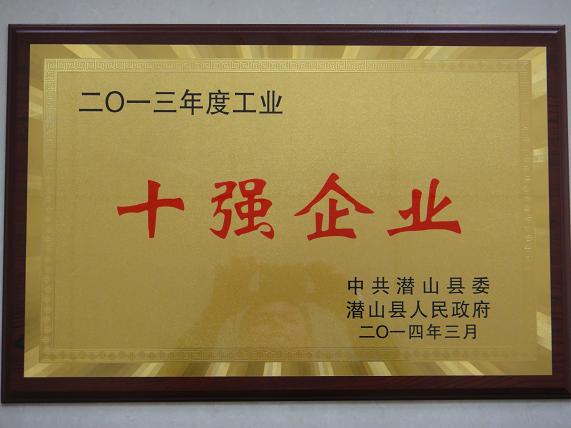 二〇一三年度工业
十强企业
中共潜山县委
潜山县人民政府
二〇一四年三月